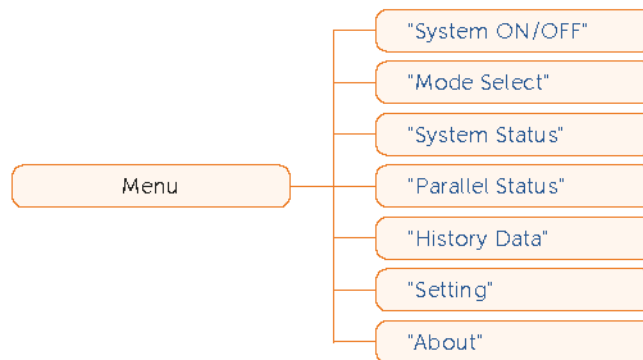 "System ON/OFF"
"Mode Select"
"System Status"
Menu
"Parallel Status"
"History Data"
"Setting"
"About"